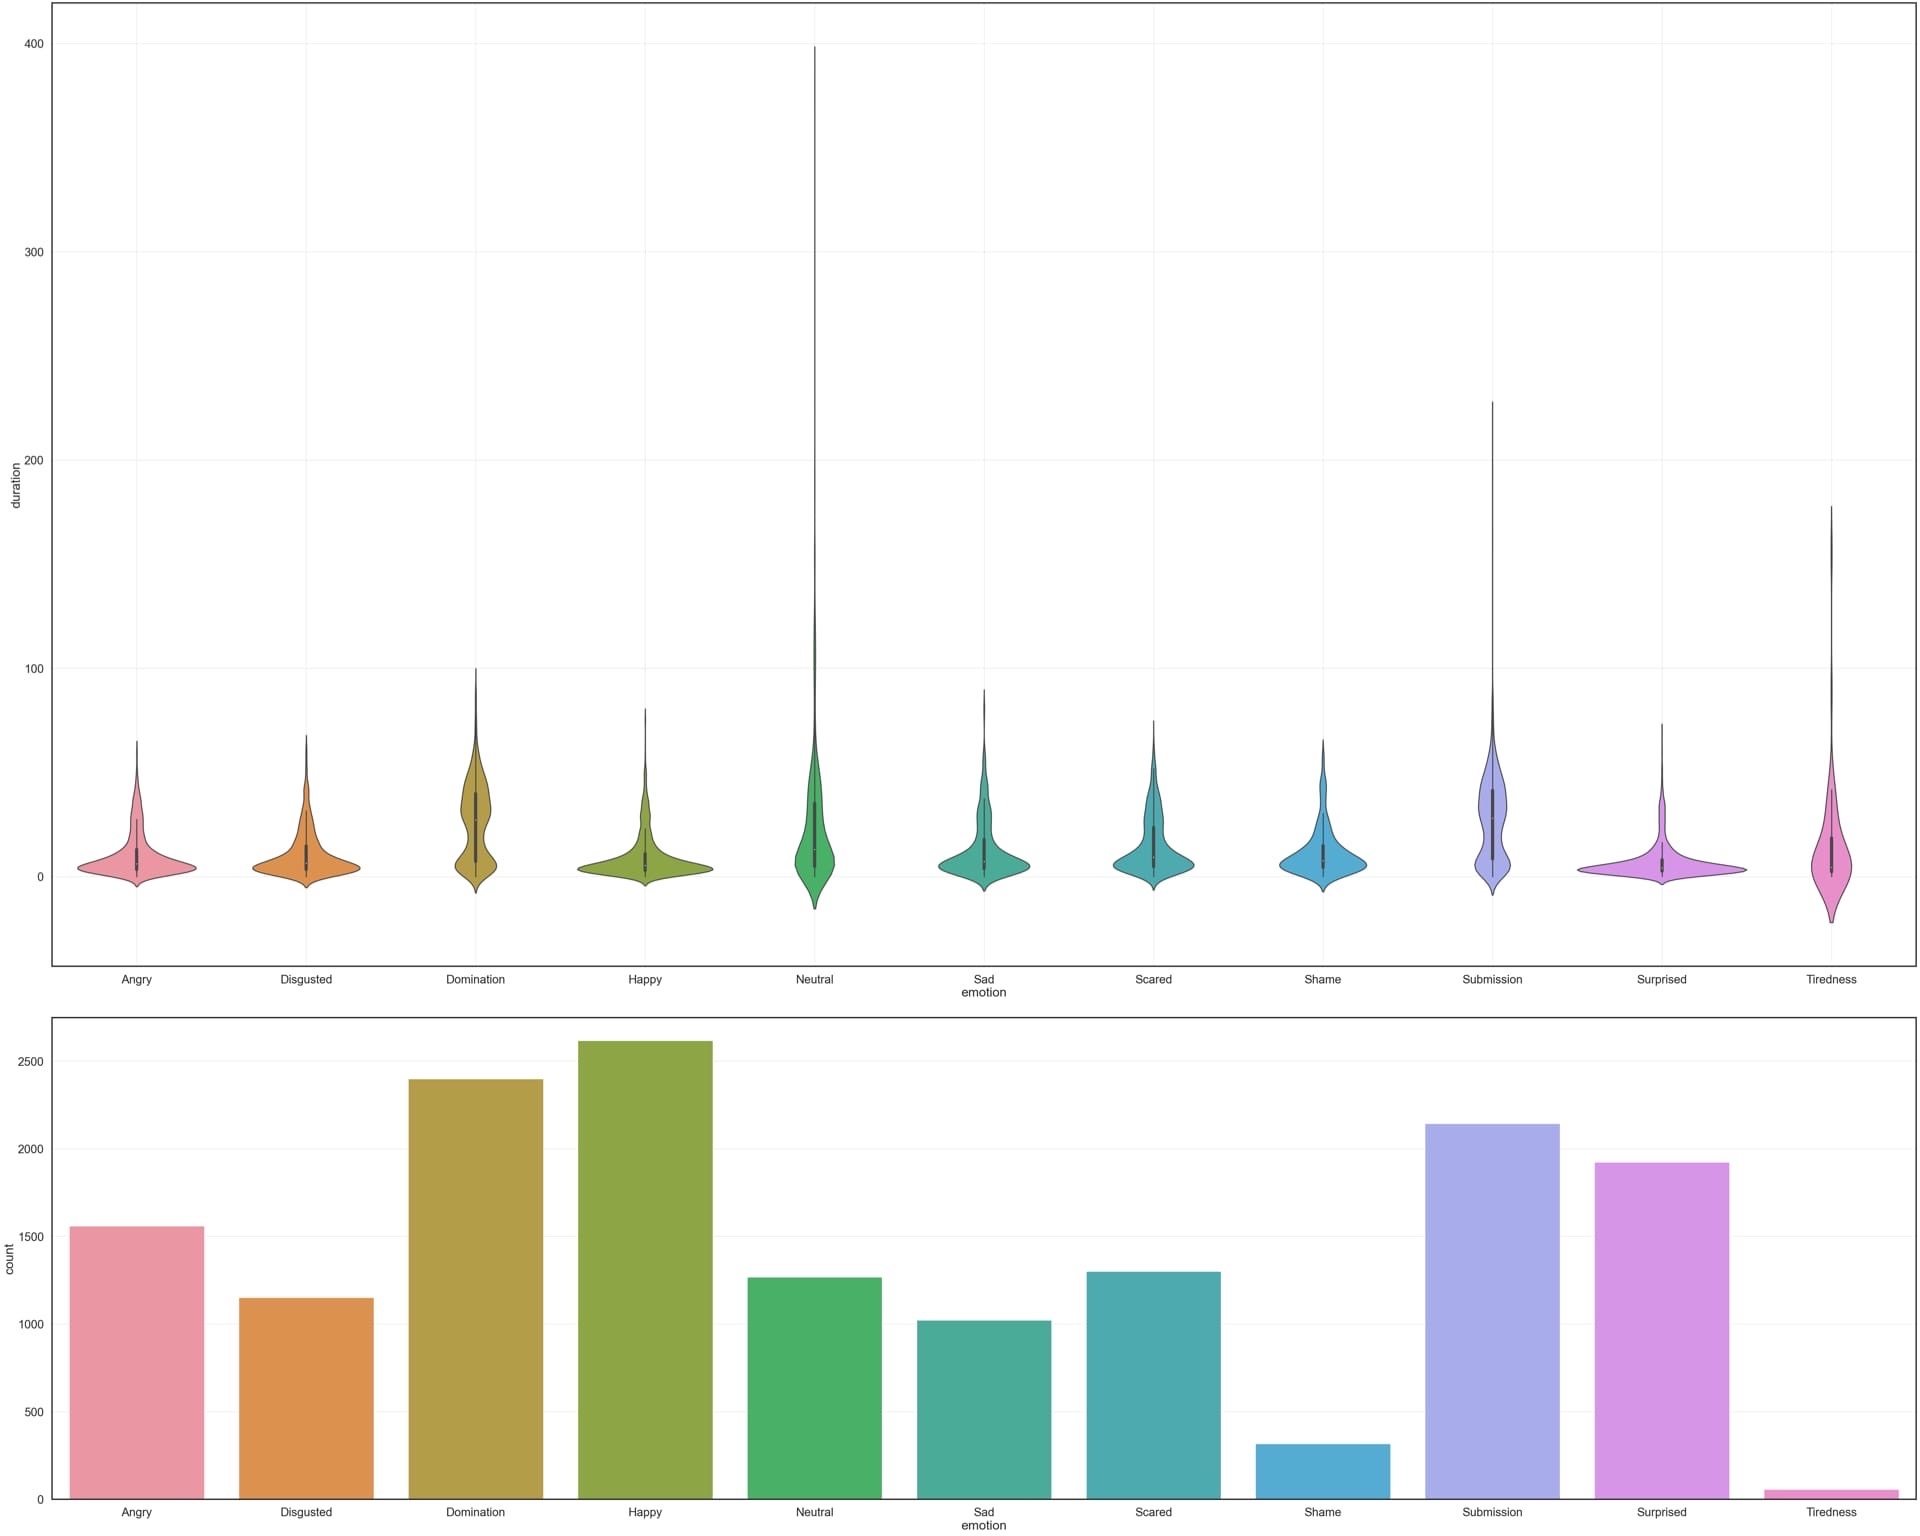 400
300
200
100
0
duration
Angry Disgusted Domination Happy Neutral Sad Scared Shame Submission Surprised Tiredness
emotion
2500
2000
1500
1000
500
0
count
Angry Disgusted Domination Happy Neutral Sad Scared Shame Submission Surprised Tiredness
emotion